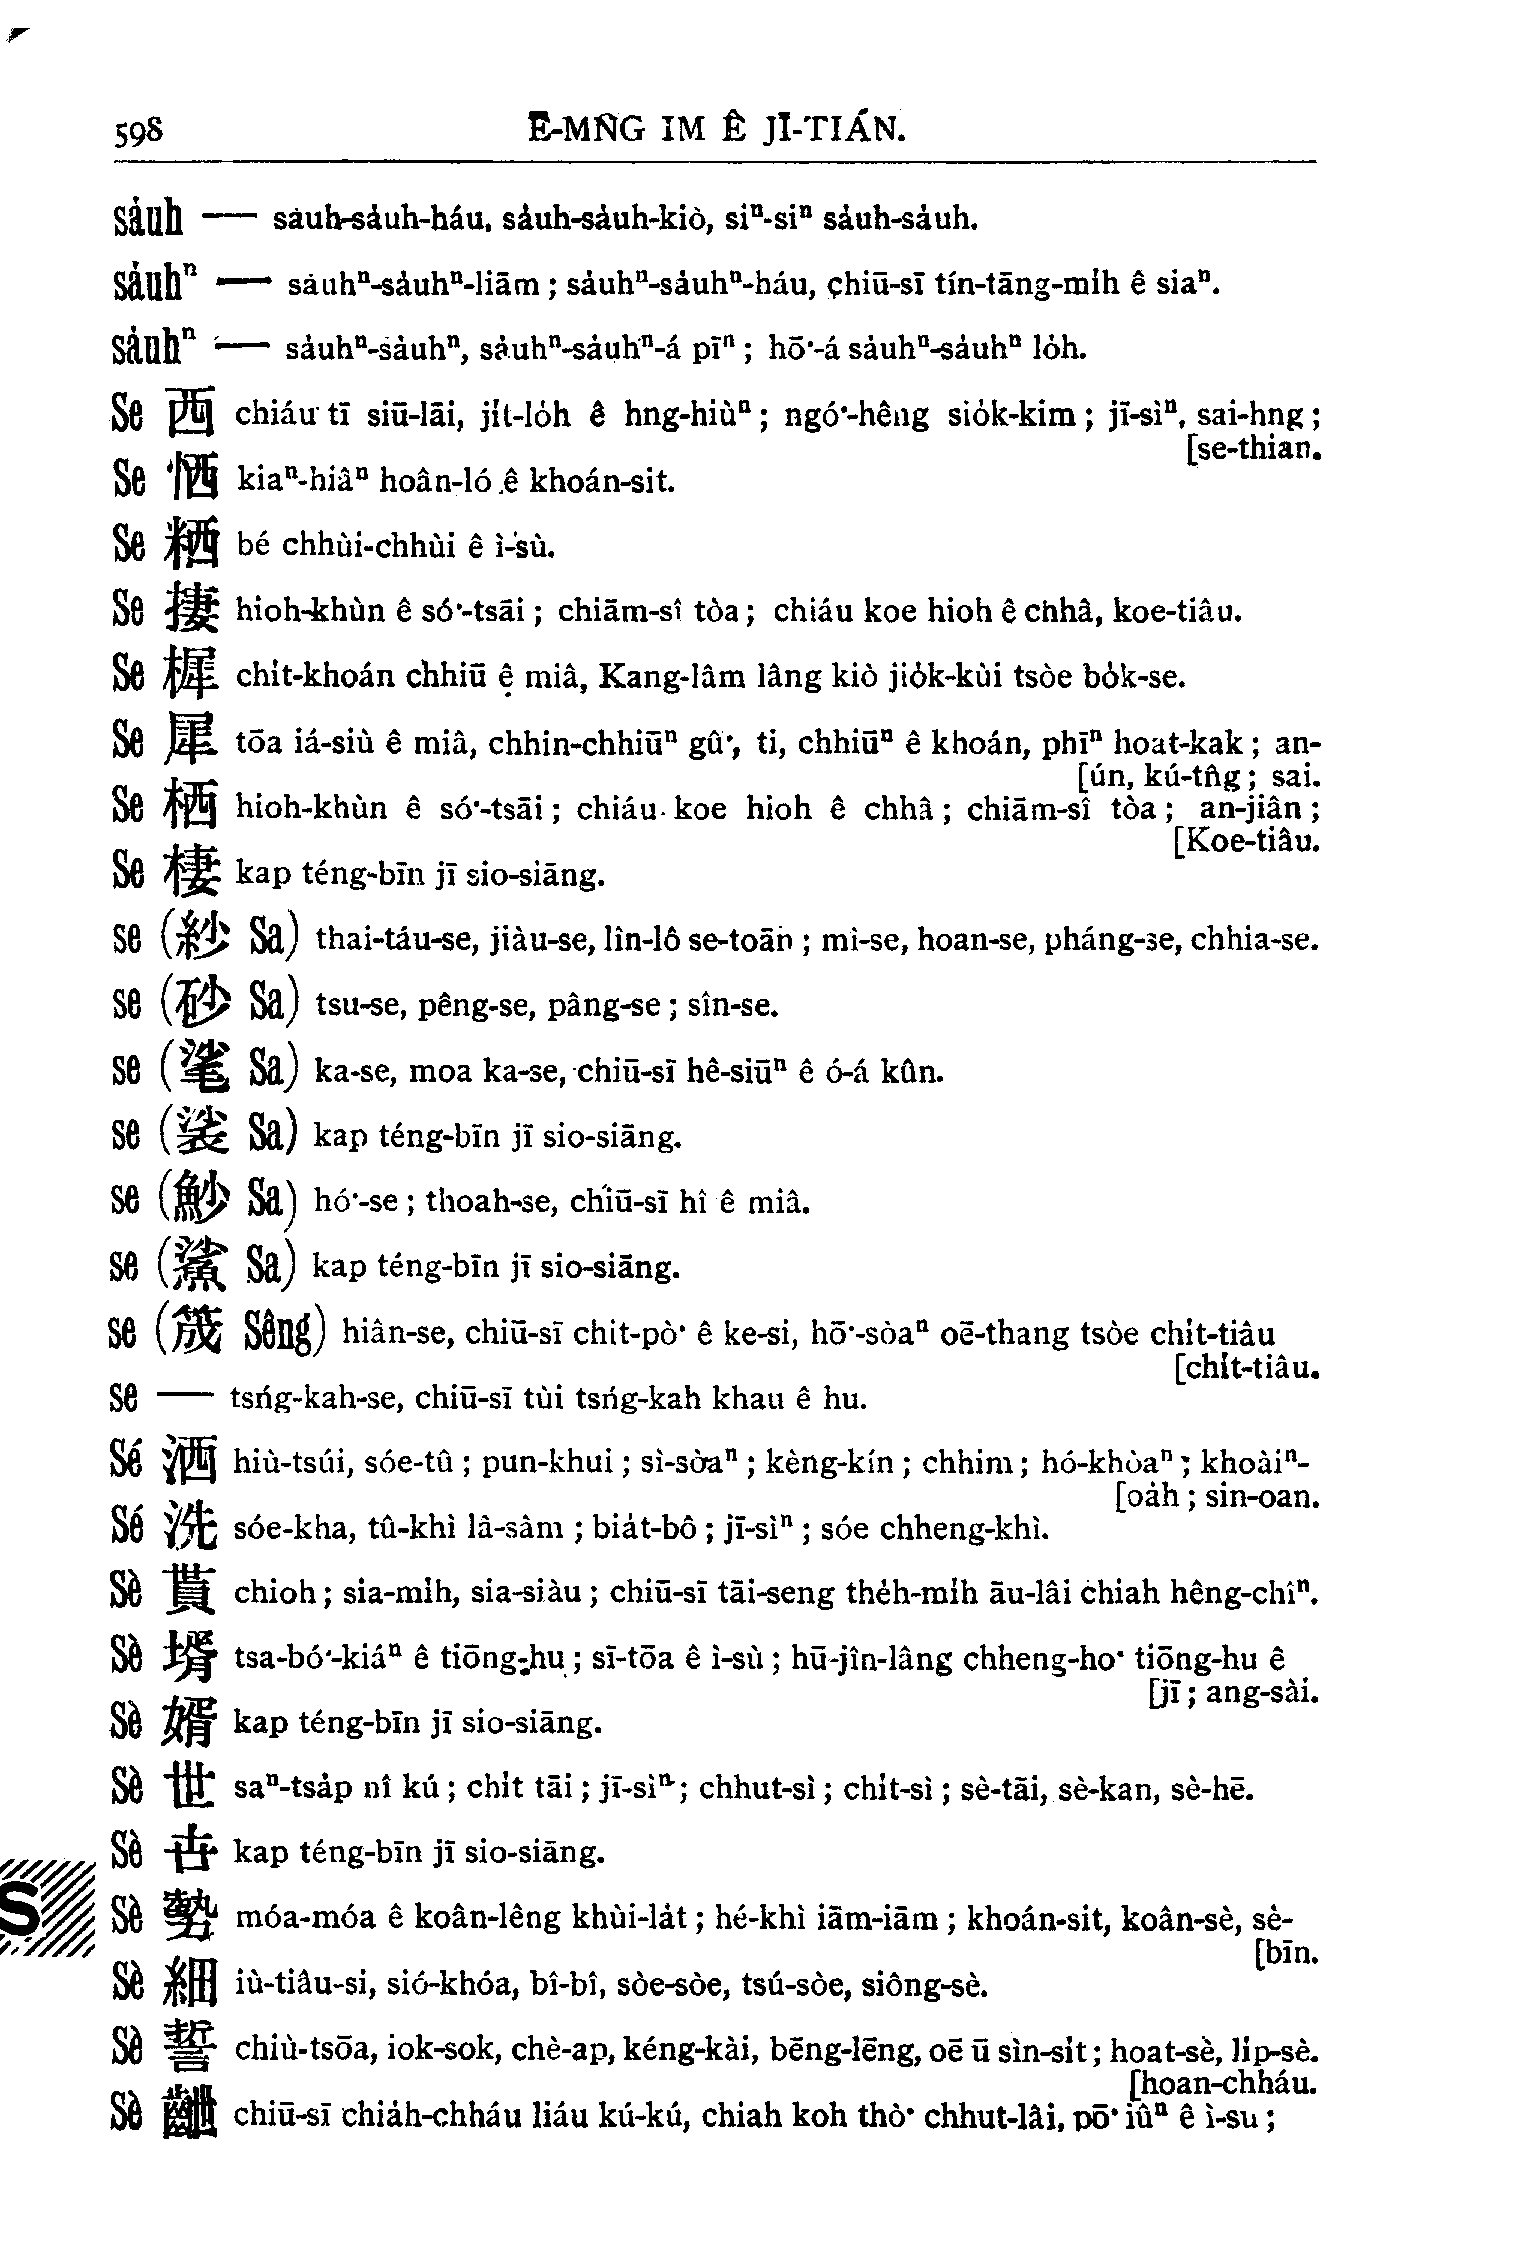 598 Ē-MN̂G IM Ê JĪ-TIÁN.
sa̍uh — sa̍uh-sa̍uh-háu, sa̍uh-sa̍uh-kiò, siⁿ-siⁿ sa̍uh-sa̍uh.
sa̍uhⁿ — sa̍uhⁿ-sa̍uhⁿ-liām ; sa̍uhⁿ-sa̍uhⁿ-háu, chiū-sī tín-tāng-mi̍h ê siaⁿ.
sa̍uhⁿ — sa̍uhⁿ-sa̍uhⁿ, sa̍uhⁿ-sa̍uhⁿ-á pīⁿ ; hō͘-á sa̍uhⁿ-sa̍uhⁿ lo̍h.
Se 西 chiáu tī siū-lāi, ji̍t-lo̍h ê hng-hiùⁿ ; ngó͘-hêng sio̍k-kim ; jī-sìⁿ, sai-hng ;
[se-thian.
Se 恓 kiaⁿ-hiâⁿ hoân-ló ê khoán-sit.
Se 粞 bé chhùi-chhùi ê ì-sù.
Se 捿 hioh-khùn ê só͘-tsāi ; chiām-sî tòa ; chiáu koe hioh ê chhâ, koe-tiâu.
Se 樨 chi̍t-khoán chhiū ê miâ, Kang-lâm lâng kiò jio̍k-kùi tsòe bo̍k-se.
Se 犀 tōa iá-siù ê miâ, chhin-chhiūⁿ gû, ti, chhiūⁿ ê khoán, phīⁿ hoat-kak ; an-
[ún, kú-tn̂g ; sai.
Se 栖 hioh-khùn ê só͘-tsāi ; chiáu koe hioh ê chhâ ; chiām-sî tòa ; an-jiân ;
[Koe-tiâu.
Se 棲 kap téng-bīn jī sio-siāng.
se (紗 Sa) thai-táu-se, jiàu-se, lîn-lô se-toān ; mi-se, hoan-se, pháng-se, chhia-se.
se (砂 Sa) tsu-se, pêng-se, pâng-se ; sîn-se.
se (毟 Sa) ka-se, moa ka-se, chiū-sī hê-siūⁿ ê ó-á kûn.
se (裟 Sa) kap téng-bīn jī sio-siāng.
se (魦 Sa) hó͘-se ; thoah-se, chiū-sī hî ê miâ.
se (鯊 Sa) kap téng-bīn jī sio-siāng.
se (筬 Sêng) hiân-se, chiū-sī chit-pò͘ ê ke-si, hō͘-sòaⁿ oē-thang tsòe chi̍t-tiâu
[chi̍t-tiâu.
se — tsńg-kah-se, chiū-sī tùi tsńg-kah khau ê hu.
Sé 洒 hiù-tsúi, sóe-tû ; pun-khui ; sì-sòaⁿ ; kèng-kín ; chhim ; hó-khòaⁿ ; khoàiⁿ-
[oa̍h ; sin-oan.
Sé 洗 sóe-kha, tû-khì lâ-sâm ; bia̍t-bô ; jī-sìⁿ ; sóe chheng-khì.
Sè 貰 chioh ; sia-mi̍h, sia-siàu ; chiū-sī tāi-seng the̍h-mi̍h āu-lâi chiah hêng-chîⁿ.
Sè 壻 tsa-bó͘-kiáⁿ ê tiōng-hu ; sī-tōa ê ì-sù ; hū-jîn-lâng chheng-ho͘ tiōng-hu ê
[jī ; ang-sài.
Sè 婿 kap téng-bīn jī sio-siāng.
Sè 世 saⁿ-tsa̍p nî kú ; chi̍t tāi ; jī-sìⁿ ; chhut-sì ; chi̍t-sì ; sè-tāi, sè-kan, sè-hē.
Sè 卋 kap téng-bīn jī sio-siāng.
Sè 勢 móa-móa ê koân-lêng khùi-la̍t ; hé-khì iām-iām ; khoán-sit, koân-sè, sè-
[bīn.
Sè 細 iù-tiâu-si, sió-khóa, bî-bî, sòe-sòe, tsú-sòe, siông-sè.
Sè 誓 chiù-tsōa, iok-sok, chè-ap, kéng-kài, bēng-lēng, oē ū sìn-si̍t ; hoat-sè, li̍p-sè.
[hoan-chháu.
Sè 齛 chiū-sī chia̍h-chháu liáu kú-kú, chiah koh thò͘ chhut-lâi, pō͘ iûⁿ ê ì-su ;
S